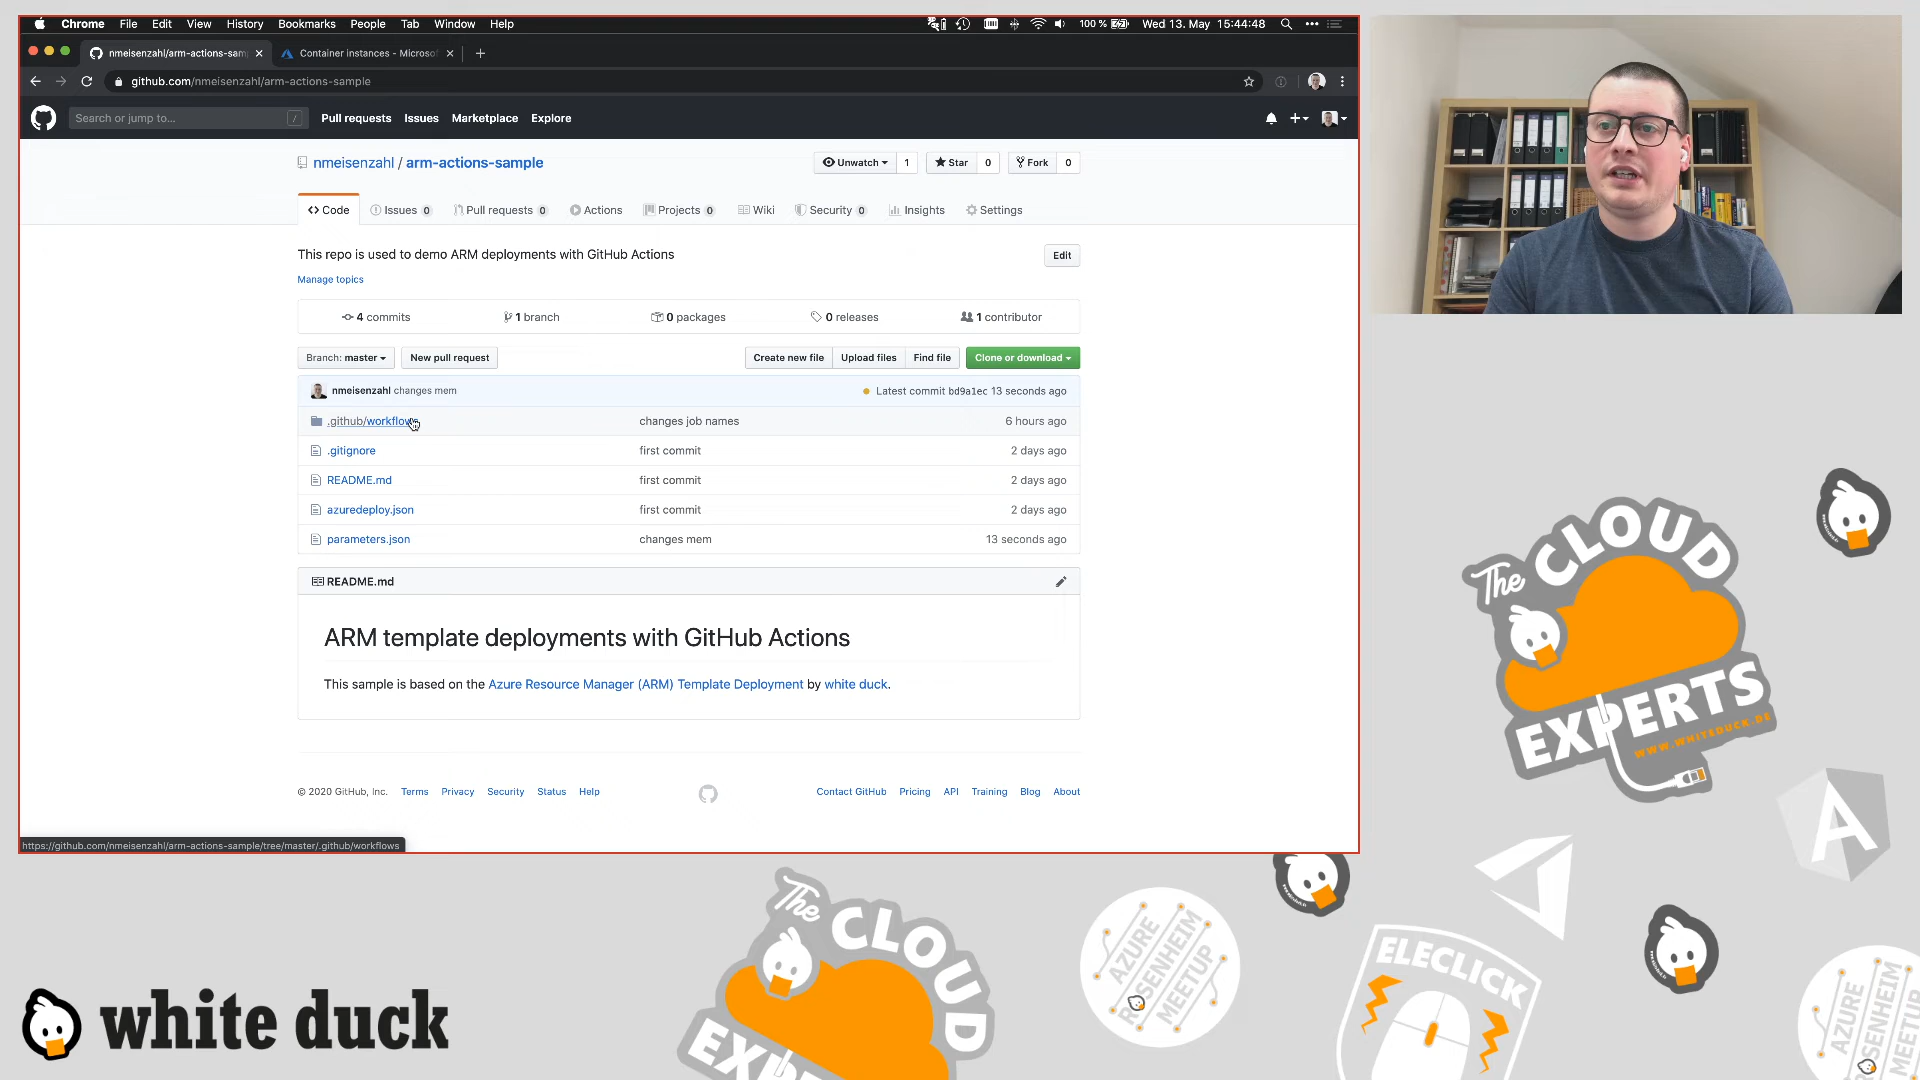 Chrome File Edit View History Bookmarks People Tab Window Help
100 % Wed 13. May 15:44:48
nmeisenzahl/arm-actions-sam
Container instances - Microsof
github.com/nmeisenzahl/arm-actions-sample
Search or jump to... /
Pull requests Issues Marketplace Explore
nmeisenzahl / arm-actions-sample
Unwatch 1 Star 0 Fork 0
<> Code Issues 0 Pull requests 0 Actions Projects 0 Wiki Security 0 Insights Settings
This repo is used to demo ARM deployments with GitHub Actions
Edit
Manage topics
4 commits 1 branch 0 packages 0 releases 1 contributor
Branch: master New pull request Create new file Upload files Find file Clone or download
nmeisenzahl changes mem Latest commit bd9a1ec 13 seconds ago
.github/workflows changes job names 6 hours ago
.gitignore first commit 2 days ago
README.md first commit 2 days ago
azuredeploy.json first commit 2 days ago
parameters.json changes mem 13 seconds ago
README.md
ARM template deployments with GitHub Actions
This sample is based on the Azure Resource Manager (ARM) Template Deployment by white duck.
© 2020 GitHub, Inc. Terms Privacy Security Status Help Contact GitHub Pricing API Training Blog About
https://github.com/nmeisenzahl/arm-actions-sample/tree/master/.github/workflows
The
CLOUD
EXPERTS
WWW.WHITEDUCK.DE
A
white duck
The
CLOUD
AZURE
ROSENHEIM
MEETUP
ELECLICK
AZURE
ROSENHEIM
MEETUP